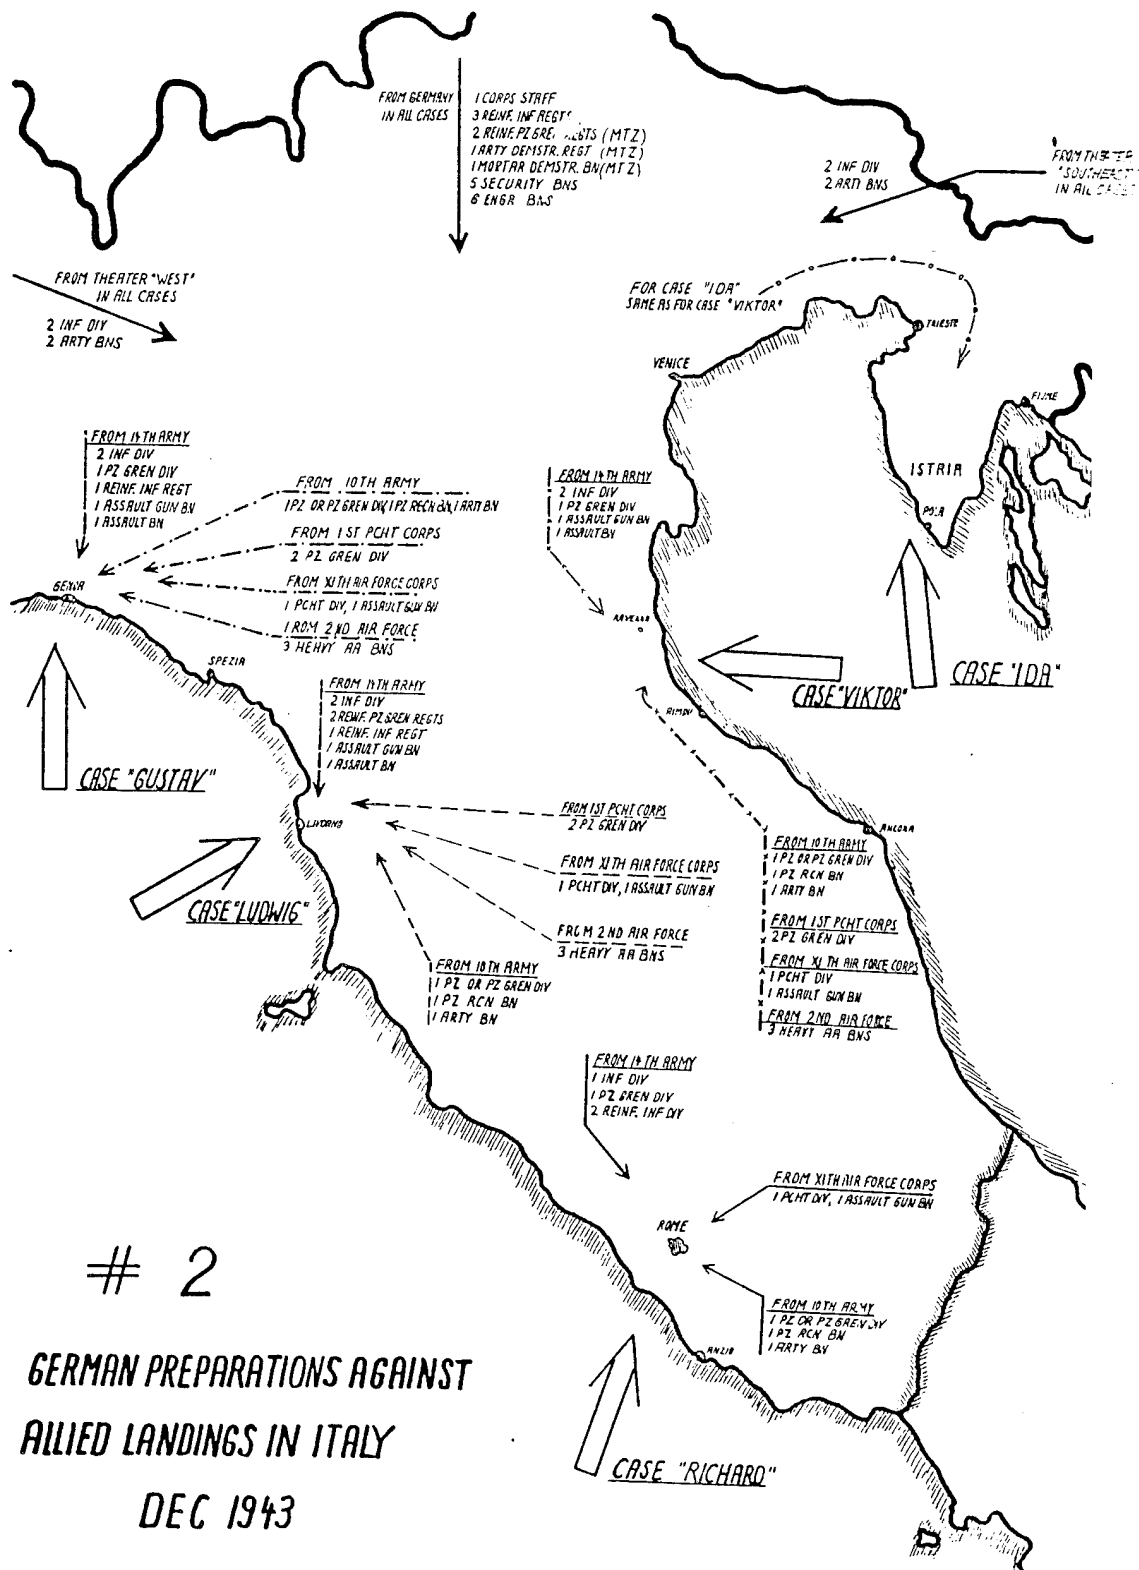 FROM GERMANY
IN ALL CASES
1 CORPS STAFF
3 REINF. INF REGTS
2 REINF. PZ GREN REGTS (MTZ)
1 ARTY DEMSTR. REGT (MTZ)
1 MORTAR DEMSTR. BN (MTZ)
5 SECURITY BNS
6 ENGR BNS
2 INF DIV
2 ARTY BNS
FROM THEATER
"SOUTHEAST"
IN ALL CASES
FROM THEATER "WEST"
IN ALL CASES
2 INF DIV
2 ARTY BNS
FOR CASE "IDA"
SAME AS FOR CASE "VIKTOR"
TRIESTE
VENICE
FIUME
ISTRIA
POLA
FROM 14TH ARMY
2 INF DIV
1 PZ GREN DIV
1 REINF. INF REGT
1 ASSAULT GUN BN
1 ASSAULT BN
FROM 10TH ARMY
1 PZ OR PZ GREN DIV, 1 PZ RECN BN, 1 ARTI BN
FROM 1ST PCHT CORPS
2 PZ GREN DIV
FROM XITH AIR FORCE CORPS
1 PCHT DIV, 1 ASSAULT GUN BN
FROM 2ND AIR FORCE
3 HEAVY AA BNS
FROM 14TH ARMY
2 INF DIV
1 PZ GREN DIV
1 ASSAULT GUN BN
1 ASSAULT BN
GENUA
SPEZIA
RAVENNA
RIMINI
CASE "IDA"
CASE "VIKTOR"
FROM 14TH ARMY
2 INF DIV
2 REINF. PZ GREN REGTS
1 REINF. INF REGT
1 ASSAULT GUN BN
1 ASSAULT BN
CASE "GUSTAV"
LIVORNO
CASE "LUDWIG"
FROM 1ST PCHT CORPS
2 PZ GREN DIV
FROM XITH AIR FORCE CORPS
1 PCHT DIV, 1 ASSAULT GUN BN
FROM 2ND AIR FORCE
3 HEAVY AA BNS
FROM 10TH ARMY
1 PZ OR PZ GREN DIV
1 PZ RCN BN
1 ARTY BN
ANCONA
FROM 10TH ARMY
1 PZ OR PZ GREN DIV
1 PZ RCN BN
1 ARTY BN
FROM 1ST PCHT CORPS
2 PZ GREN DIV
FROM XI TH AIR FORCE CORPS
1 PCHT DIV
1 ASSAULT GUN BN
FROM 2ND AIR FORCE
3 HEAVY AA BNS
FROM 14TH ARMY
1 INF DIV
1 PZ GREN DIV
2 REINF. INF DIV
FROM XITH AIR FORCE CORPS
1 PCHT DIV, 1 ASSAULT GUN BN
ROME
FROM 10TH ARMY
1 PZ OR PZ GREN DIV
1 PZ RCN BN
1 ARTY BN
ANZIO
CASE "RICHARD"
# 2
GERMAN PREPARATIONS AGAINST
ALLIED LANDINGS IN ITALY
DEC 1943